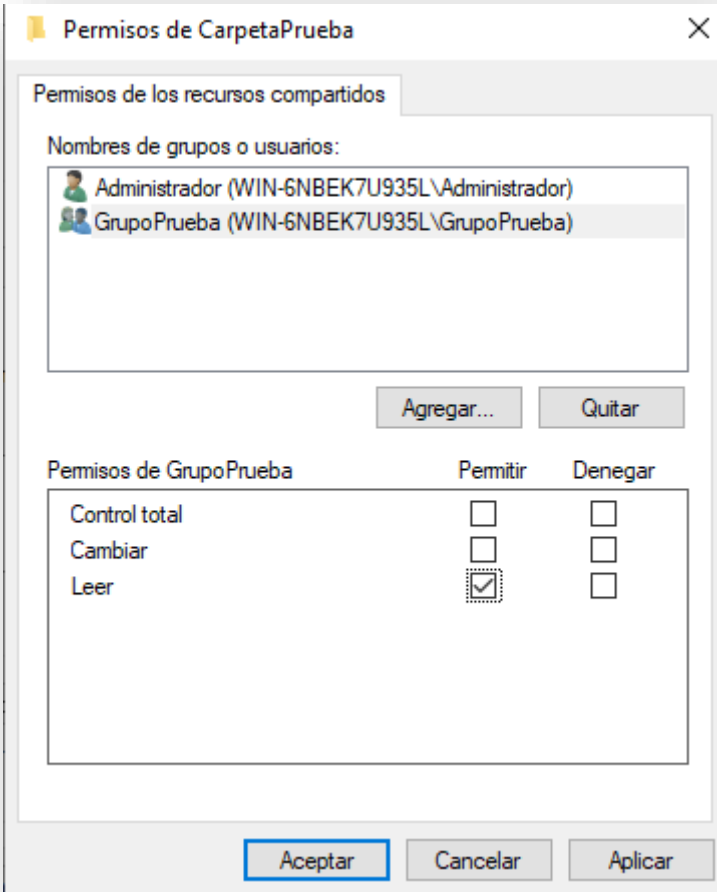 Permisos de CarpetaPrueba
Permisos de los recursos compartidos
Nombres de grupos o usuarios:
Administrador (WIN-6NBEK7U935L\Administrador)
GrupoPrueba (WIN-6NBEK7U935L\GrupoPrueba)
Agregar... Quitar
Permisos de GrupoPrueba Permitir Denegar
Control total
Cambiar
Leer
Aceptar Cancelar Aplicar